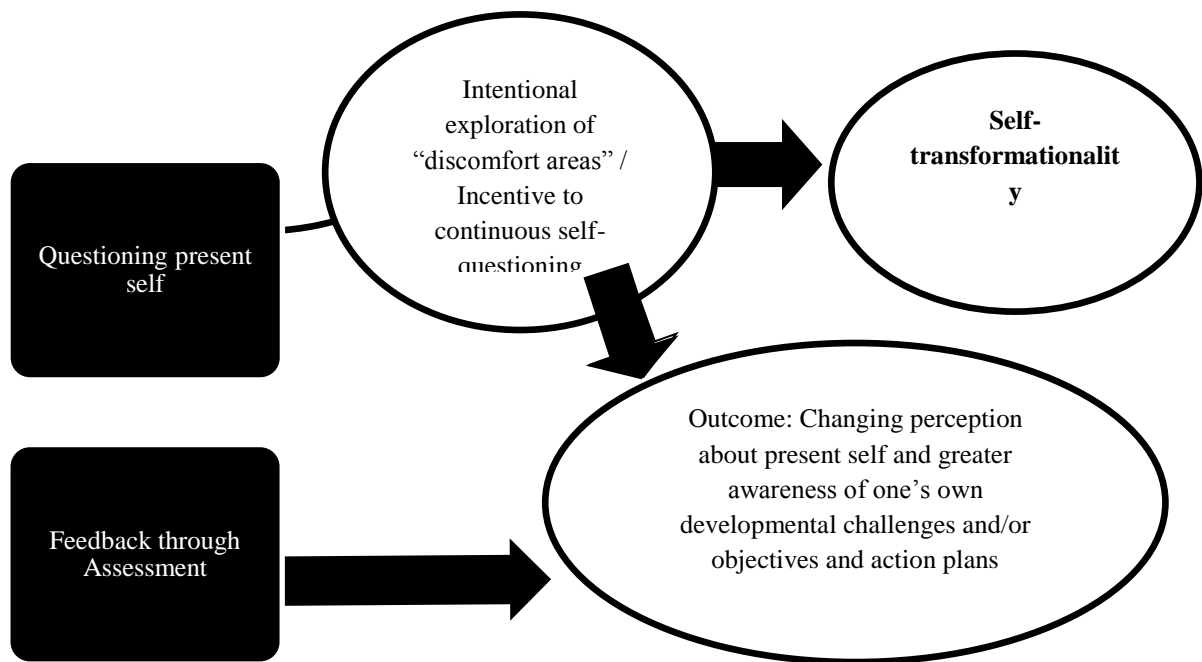 Intentional
exploration of
“discomfort areas” /
Incentive to
continuous self-
questioning
Self-
transformationalit
y
Questioning present
self
Outcome: Changing perception
about present self and greater
awareness of one’s own
developmental challenges and/or
objectives and action plans
Feedback through
Assessment